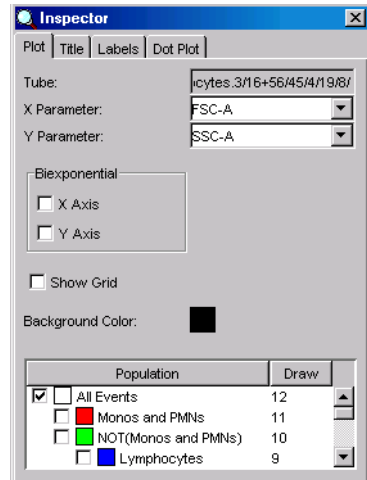 Inspector
Plot Title Labels Dot Plot
Tube: cytes.3/16+56/45/4/19/8/
X Parameter: FSC-A
Y Parameter: SSC-A
Biexponential
X Axis
Y Axis
Show Grid
Background Color:
Population Draw
All Events 12
Monos and PMNs 11
NOT(Monos and PMNs) 10
Lymphocytes 9